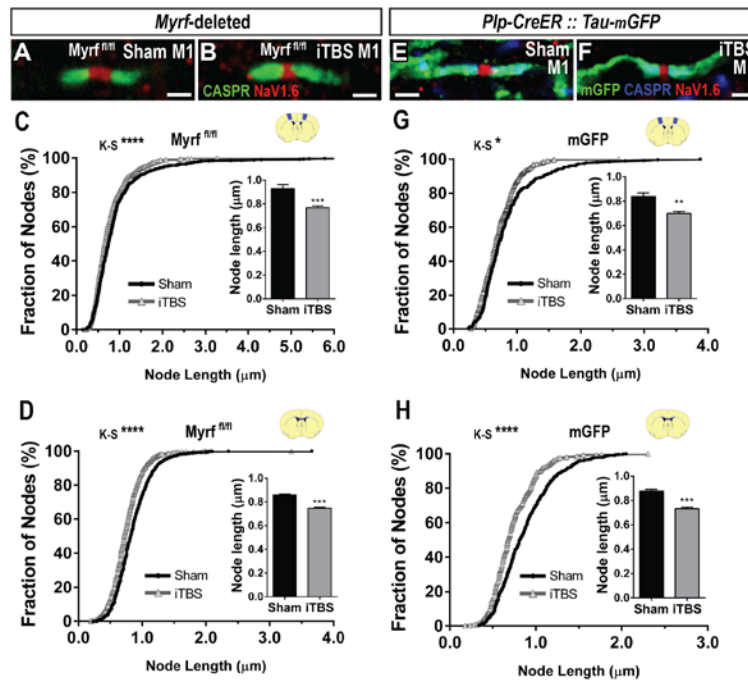 Myrf-deleted
Plp-CreER :: Tau-mGFP
A Myrf fl/fl Sham M1
B Myrf fl/fl iTBS M1
CASPR NaV1.6
E Sham M1
F iTBS M
mGFP CASPR NaV1.6
C
K-S ****
Myrf fl/fl
Fraction of Nodes (%)
100
80
60
40
20
0
Sham
iTBS
Node length (μm)
1.0
0.8
0.6
0.4
0.2
0.0
***
Sham iTBS
0.0 1.0 2.0 3.0 4.0 5.0 6.0
Node Length (μm)
G
K-S *
mGFP
Fraction of Nodes (%)
100
80
60
40
20
0
Sham
iTBS
Node length (μm)
1.0
0.8
0.6
0.4
0.2
0.0
**
Sham iTBS
0.0 1.0 2.0 3.0 4.0
Node Length (μm)
D
K-S ****
Myrf fl/fl
Fraction of Nodes (%)
100
80
60
40
20
0
Sham
iTBS
Node length (μm)
1.0
0.8
0.6
0.4
0.2
0.0
***
Sham iTBS
0.0 1.0 2.0 3.0 4.0
Node Length (μm)
H
K-S ****
mGFP
Fraction of Nodes (%)
100
80
60
40
20
0
Sham
iTBS
Node length (μm)
1.0
0.8
0.6
0.4
0.2
0.0
***
Sham iTBS
0.0 1.0 2.0 3.0
Node Length (μm)